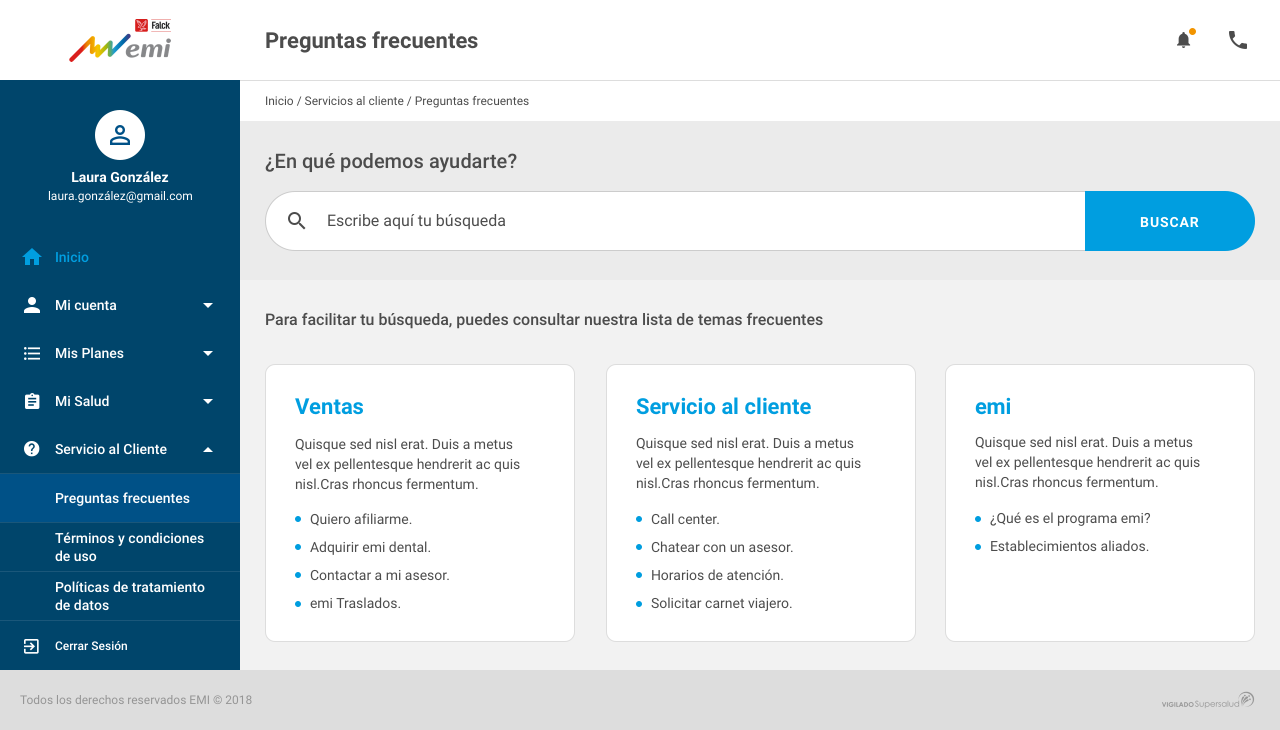 Falck
emi
Preguntas frecuentes
Inicio / Servicios al cliente / Preguntas frecuentes
Laura González
laura.gonzález@gmail.com
Inicio
Mi cuenta
Mis Planes
Mi Salud
Servicio al Cliente
Preguntas frecuentes
Términos y condiciones
de uso
Políticas de tratamiento
de datos
Cerrar Sesión
¿En qué podemos ayudarte?
Escribe aquí tu búsqueda
BUSCAR
Para facilitar tu búsqueda, puedes consultar nuestra lista de temas frecuentes
Ventas
Quisque sed nisl erat. Duis a metus
vel ex pellentesque hendrerit ac quis
nisl.Cras rhoncus fermentum.
Quiero afiliarme.
Adquirir emi dental.
Contactar a mi asesor.
emi Traslados.
Servicio al cliente
Quisque sed nisl erat. Duis a metus
vel ex pellentesque hendrerit ac quis
nisl.Cras rhoncus fermentum.
Call center.
Chatear con un asesor.
Horarios de atención.
Solicitar carnet viajero.
emi
Quisque sed nisl erat. Duis a metus
vel ex pellentesque hendrerit ac quis
nisl.Cras rhoncus fermentum.
¿Qué es el programa emi?
Establecimientos aliados.
Todos los derechos reservados EMI © 2018
VIGILADO Supersalud